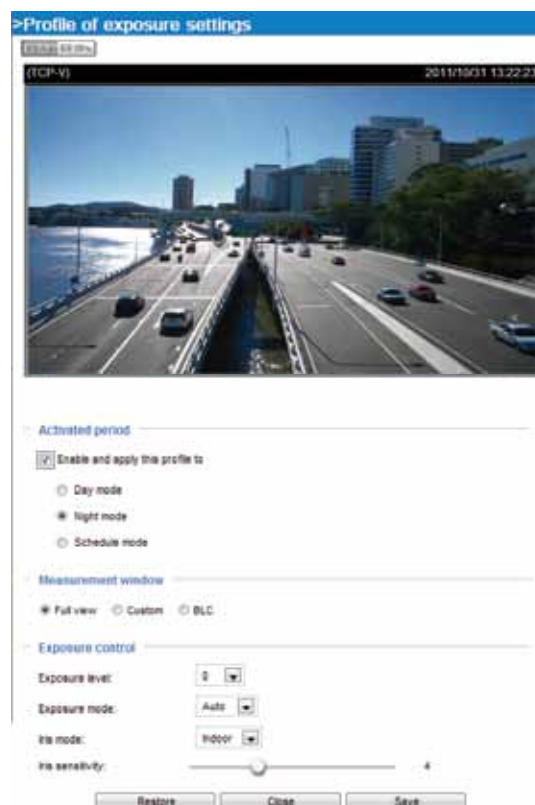 >Profile of exposure settings
(TCP-V) 2011/10/31 13:22:23
Activated period
Enable and apply this profile to
Day mode
Night mode
Schedule mode
Measurement window
Full view Custom BLC
Exposure control
Exposure level: 0
Exposure mode: Auto
Iris mode: Indoor
Iris sensitivity: 4
Restore Close Save